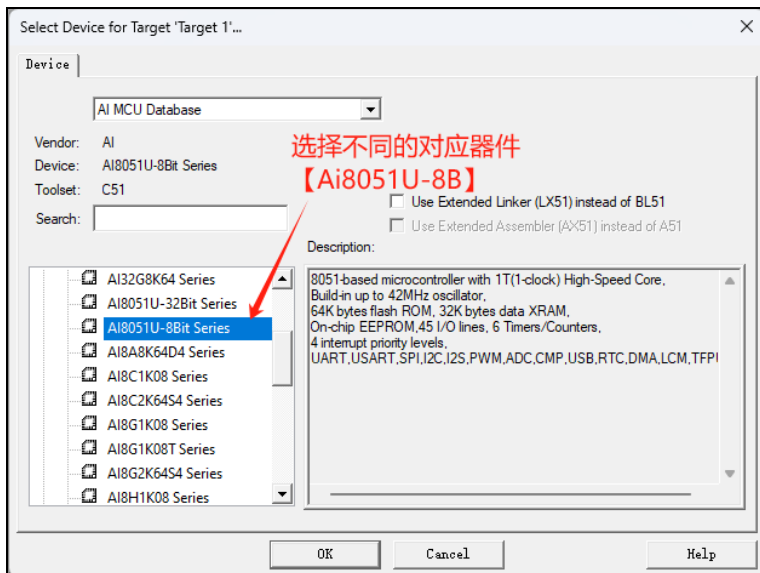 Select Device for Target 'Target 1'...
Device
AI MCU Database
Vendor: AI
Device: AI8051U-8Bit Series
Toolset: C51
Search:
选择不同的对应器件
【Ai8051U-8B】
Use Extended Linker (LX51) instead of BL51
Use Extended Assembler (AX51) instead of A51
Description:
AI32G8K64 Series
AI8051U-32Bit Series
AI8051U-8Bit Series
AI8A8K64D4 Series
AI8C1K08 Series
AI8C2K64S4 Series
AI8G1K08 Series
AI8G1K08T Series
AI8G2K64S4 Series
AI8H1K08 Series
8051-based microcontroller with 1T(1-clock) High-Speed Core,
Build-in up to 42MHz oscillator,
64K bytes flash ROM, 32K bytes data XRAM,
On-chip EEPROM,45 I/O lines, 6 Timers/Counters,
4 interrupt priority levels,
UART,USART,SPI,I2C,I2S,PWM,ADC,CMP,USB,RTC,DMA,LCM,TFPU
OK
Cancel
Help